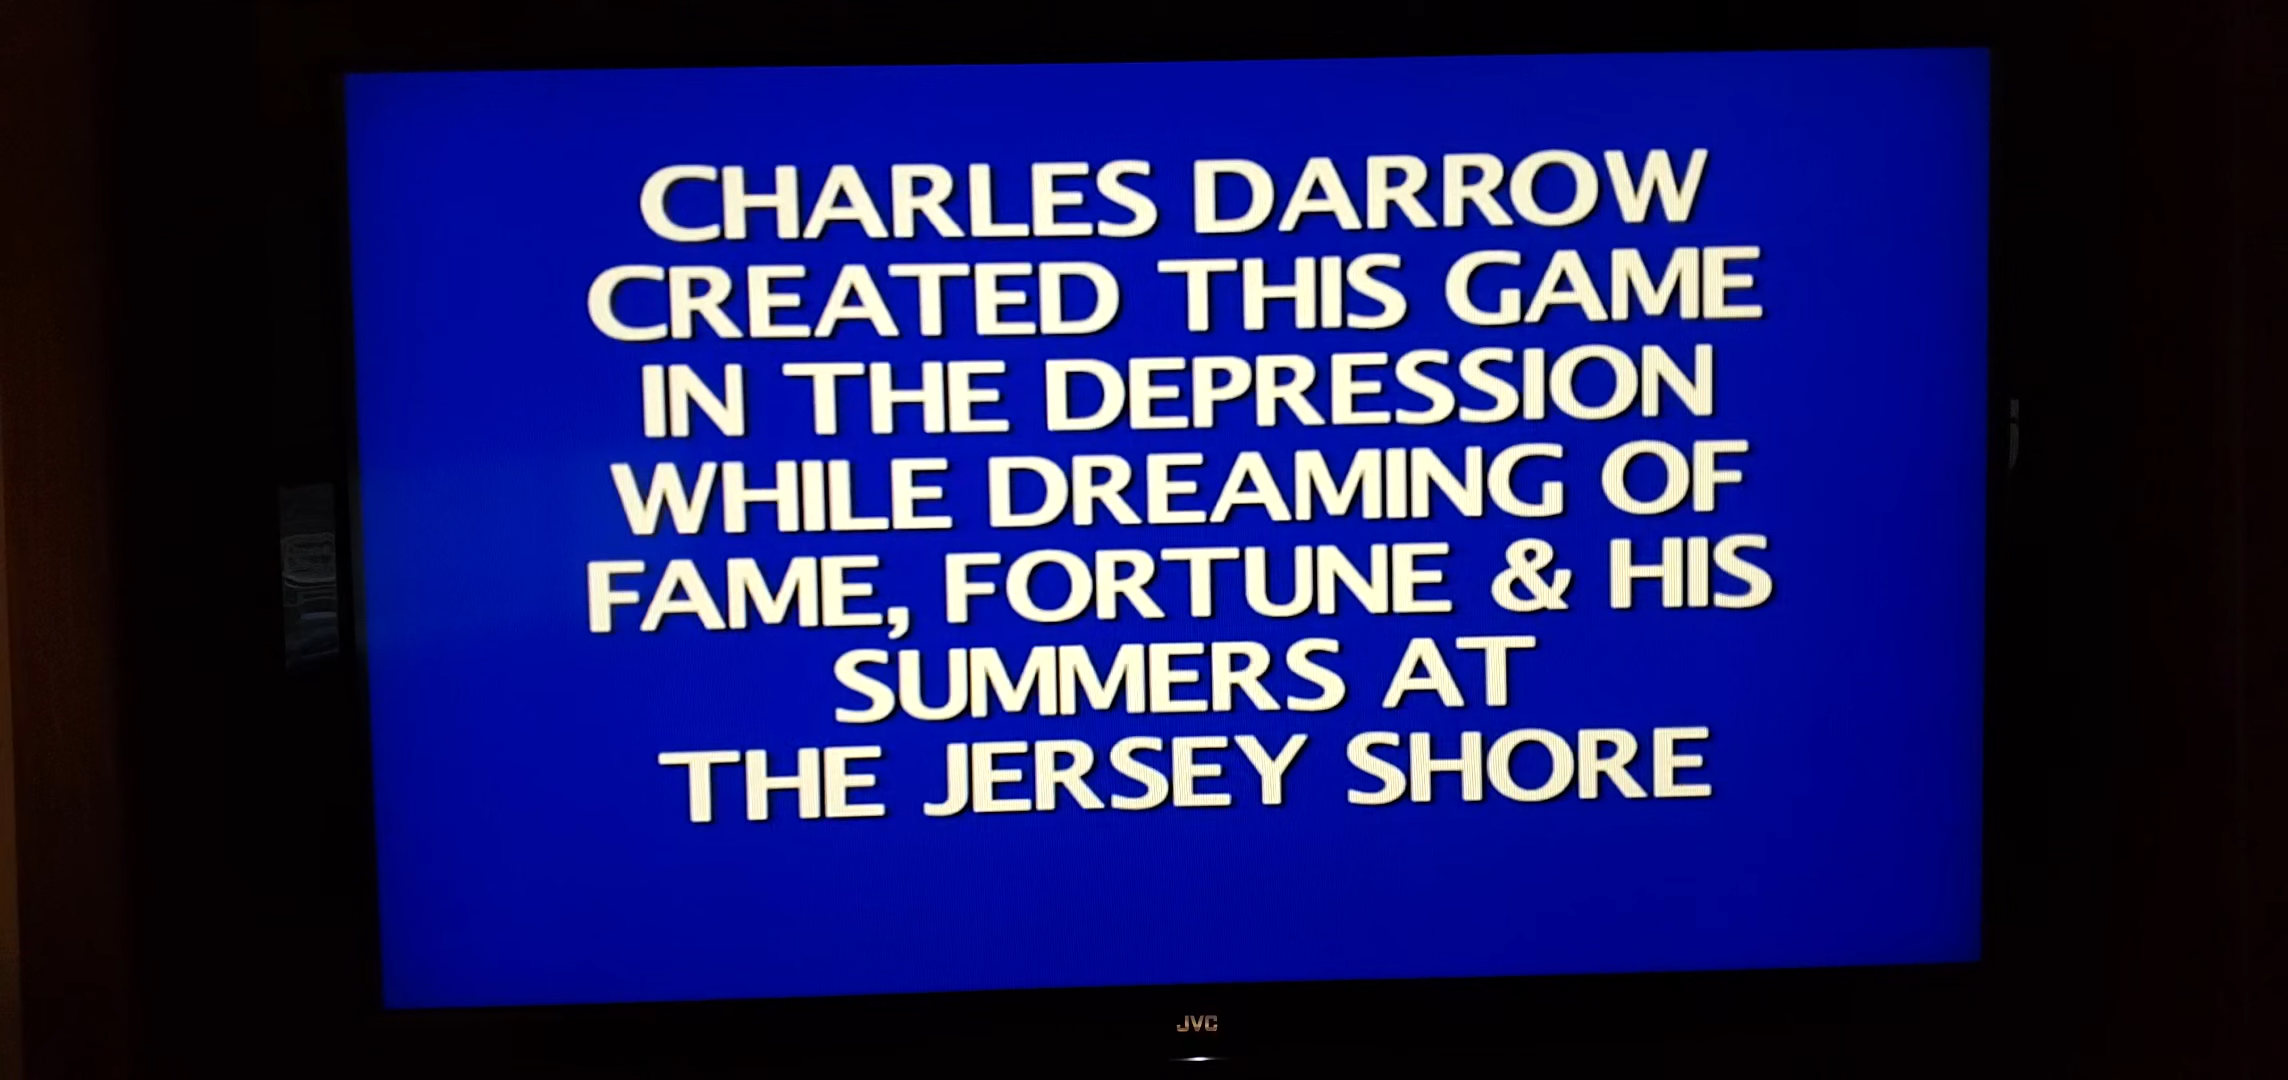 CHARLES DARROW
CREATED THIS GAME
IN THE DEPRESSION
WHILE DREAMING OF
FAME, FORTUNE & HIS
SUMMERS AT
THE JERSEY SHORE
JVC